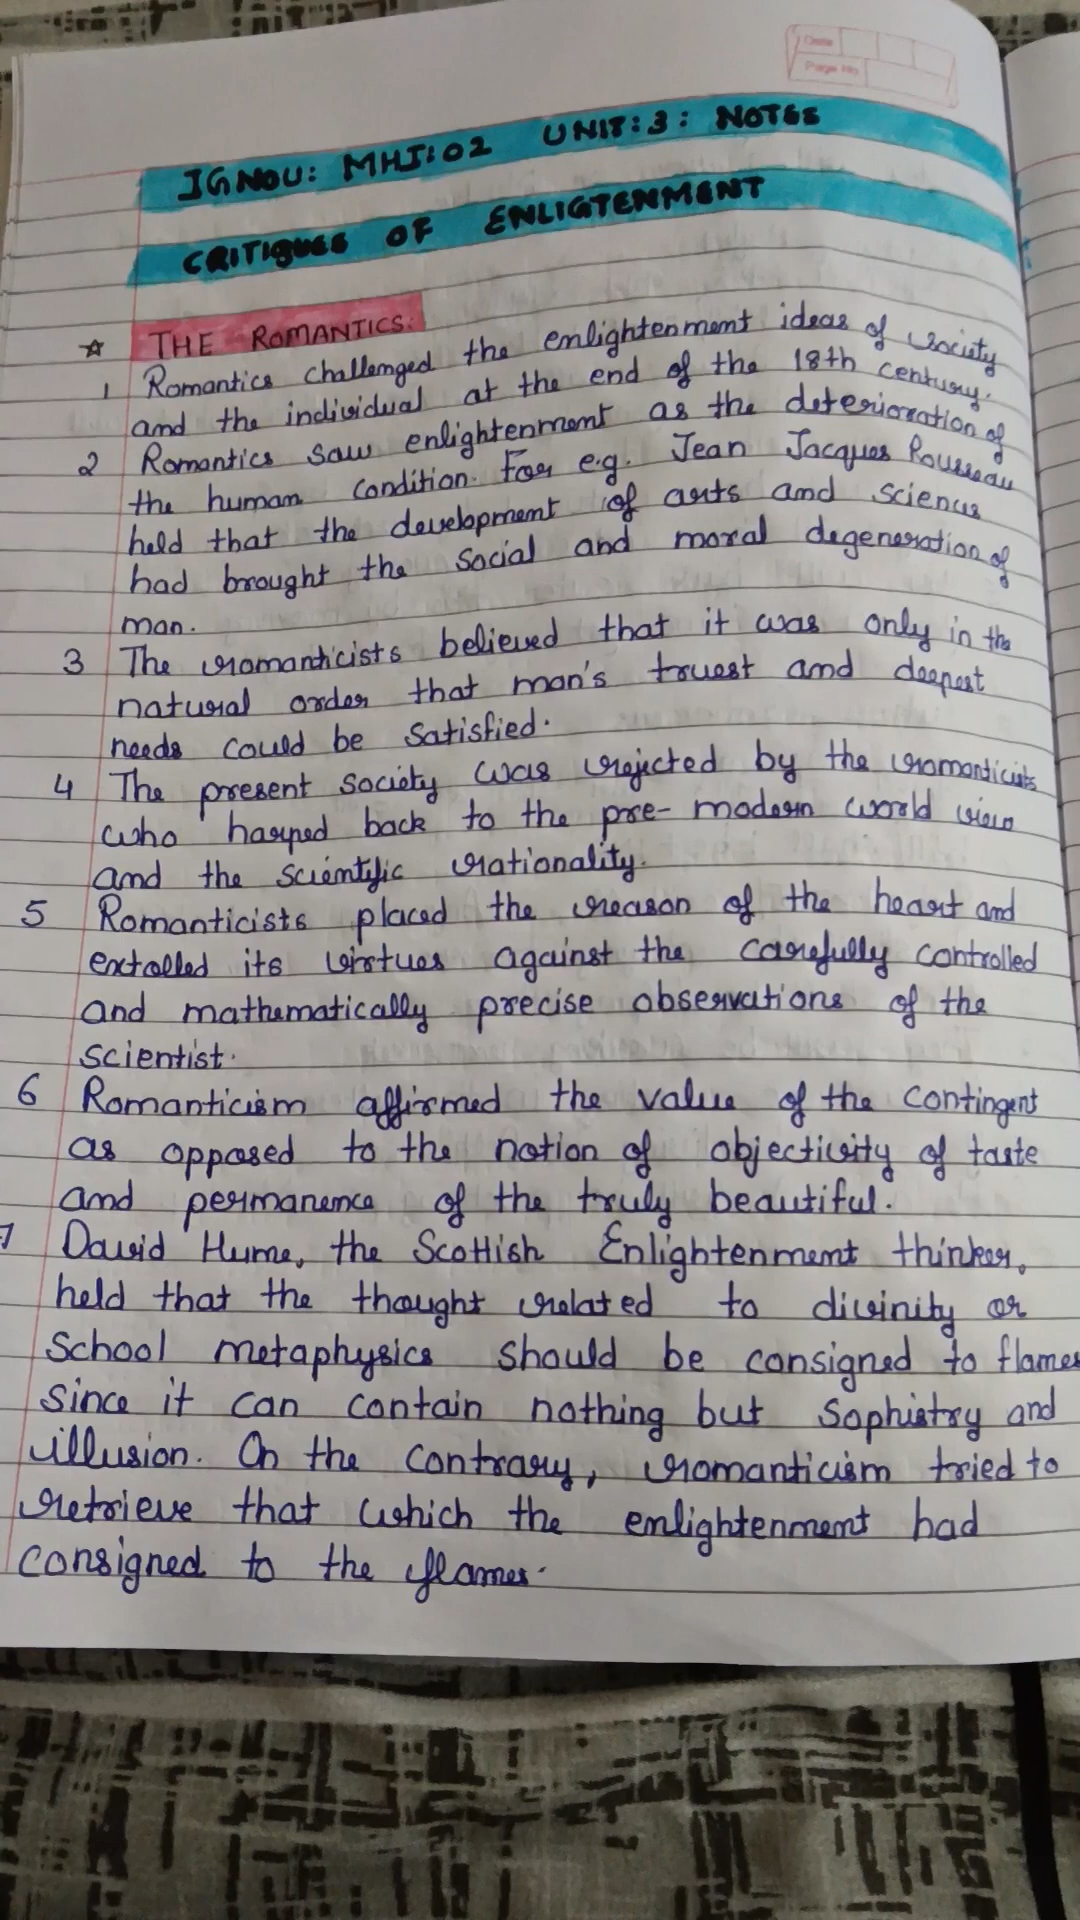 Date
Page No
IGNOU: MHI:02 UNIT:3: NOTES
CRITIQUES OF ENLIGTENMENT
☆ THE ROMANTICS:
1 Romantics challenged the enlightenment ideas of society
and the individual at the end of the 18th century.
2 Romantics saw enlightenment as the deterioration of
the human condition. For e.g. Jean Jacques Rousseau
held that the development of arts and sciences
had brought the social and moral degeneration of
man.
3 The romanticists believed that it was only in the
natural order that man's truest and deepest
needs could be satisfied.
4 The present society was rejected by the romanticists
who harped back to the pre-modern world view
and the scientific rationality.
5 Romanticists placed the reason of the heart and
extolled its virtues against the carefully controlled
and mathematically precise observations of the
scientist.
6 Romanticism affirmed the value of the contingent
as opposed to the notion of objectivity of taste
and permanence of the truly beautiful.
7 David Hume, the Scottish Enlightenment thinker,
held that the thought related to divinity or
school metaphysics should be consigned to flames
since it can contain nothing but sophistry and
illusion. On the contrary, romanticism tried to
retrieve that which the enlightenment had
consigned to the flames.